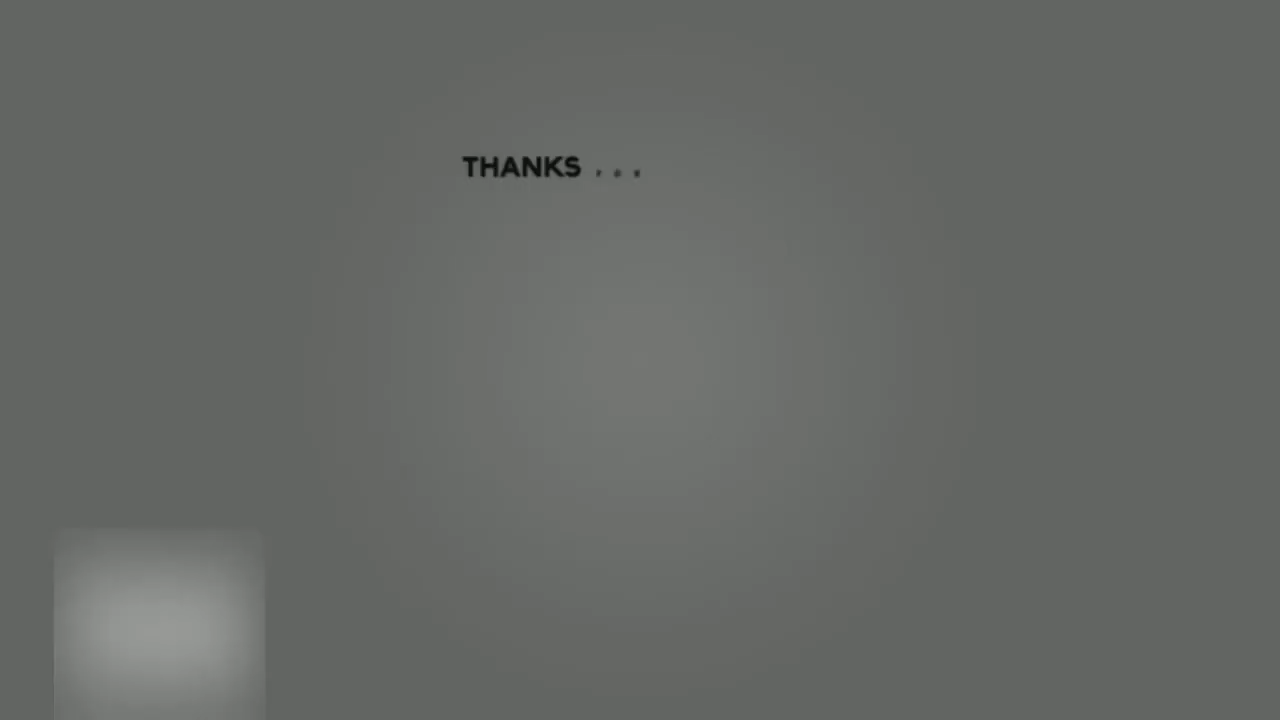 THANKS . . .